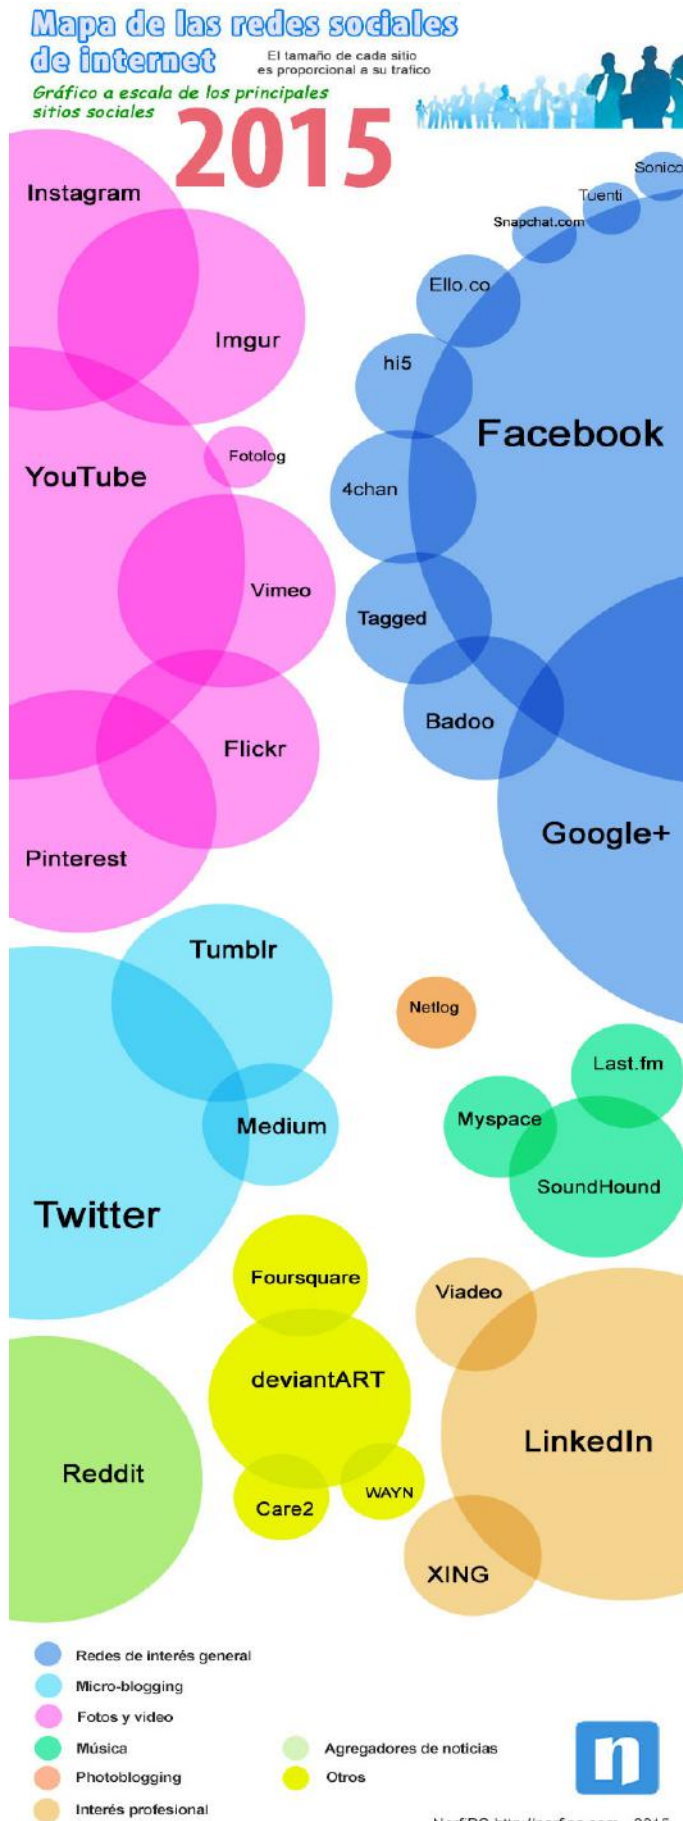 Mapa de las redes sociales
de internet
El tamaño de cada sitio
es proporcional a su trafico
Gráfico a escala de los principales
sitios sociales
2015
Instagram
Imgur
YouTube
Fotolog
Vimeo
Flickr
Pinterest
Sonico
Tuenti
Snapchat.com
Ello.co
hi5
Facebook
4chan
Tagged
Badoo
Google+
Tumblr
Medium
Twitter
Netlog
Last.fm
Myspace
SoundHound
Foursquare
deviantART
Care2
WAYN
Viadeo
LinkedIn
XING
Reddit
Redes de interés general
Micro-blogging
Fotos y video
Música
Photoblogging
Interés profesional
Agregadores de noticias
Otros
n